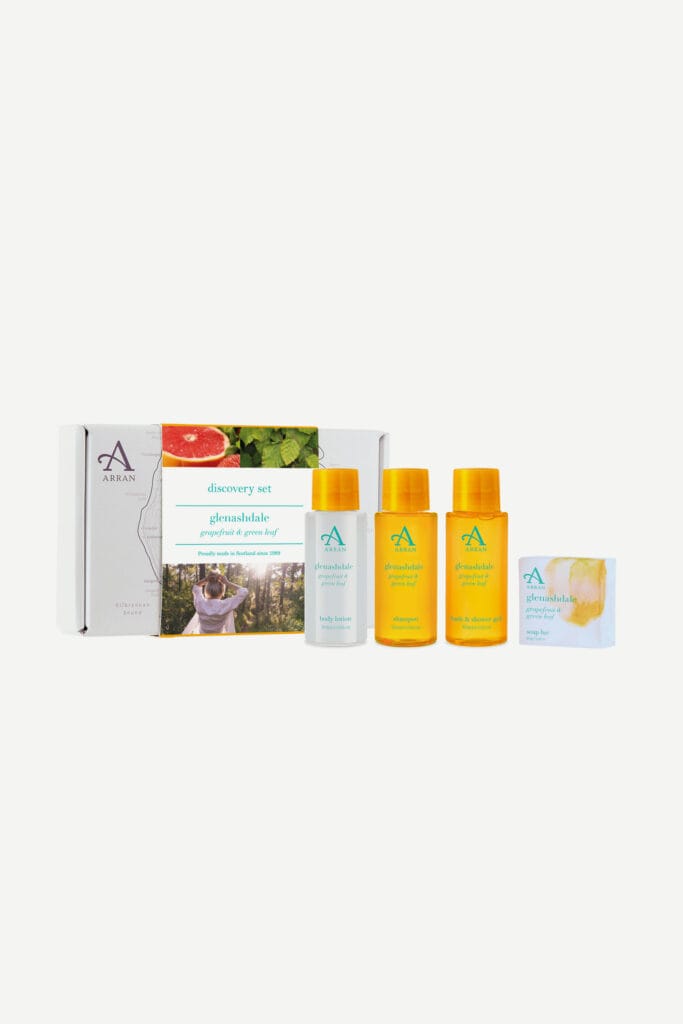 A
ARRAN
kilbrannan
sound
discovery set
glenashdale
grapefruit & green leaf
Proudly made in Scotland since 1989
A
ARRAN
glenashdale
grapefruit &
green leaf
body lotion
A
ARRAN
glenashdale
grapefruit &
green leaf
shampoo
A
ARRAN
glenashdale
grapefruit &
green leaf
bath & shower gel
A
ARRAN
glenashdale
grapefruit &
green leaf
soap bar